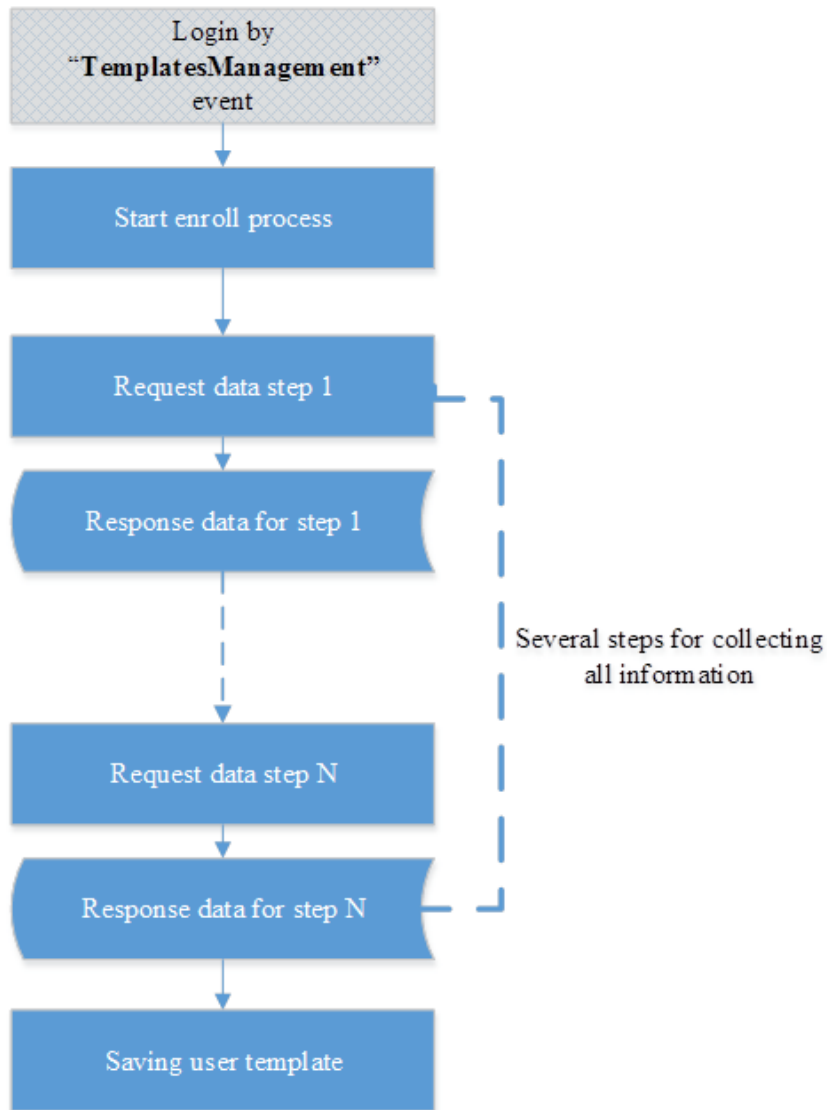 Login by
“TemplatesManagement”
event
Start enroll process
Request data step 1
Response data for step 1
Several steps for collecting
all information
Request data step N
Response data for step N
Saving user template